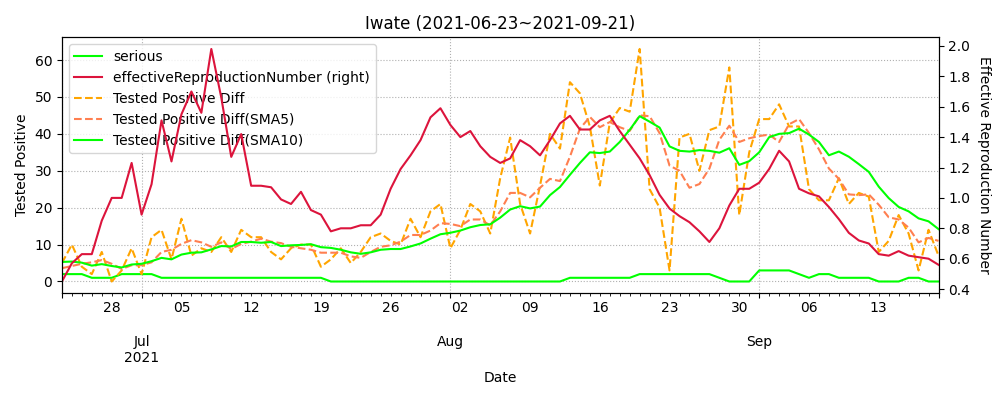 Iwate (2021-06-23~2021-09-21)
serious
effectiveReproductionNumber (right)
Tested Positive Diff
Tested Positive Diff(SMA5)
Tested Positive Diff(SMA10)
Tested Positive
60
50
40
30
20
10
0
Effective Reproduction Number
2.0
1.8
1.6
1.4
1.2
1.0
0.8
0.6
0.4
28 05 12 19 26 02 09 16 23 30 06 13
Jul Aug Sep
2021
Date